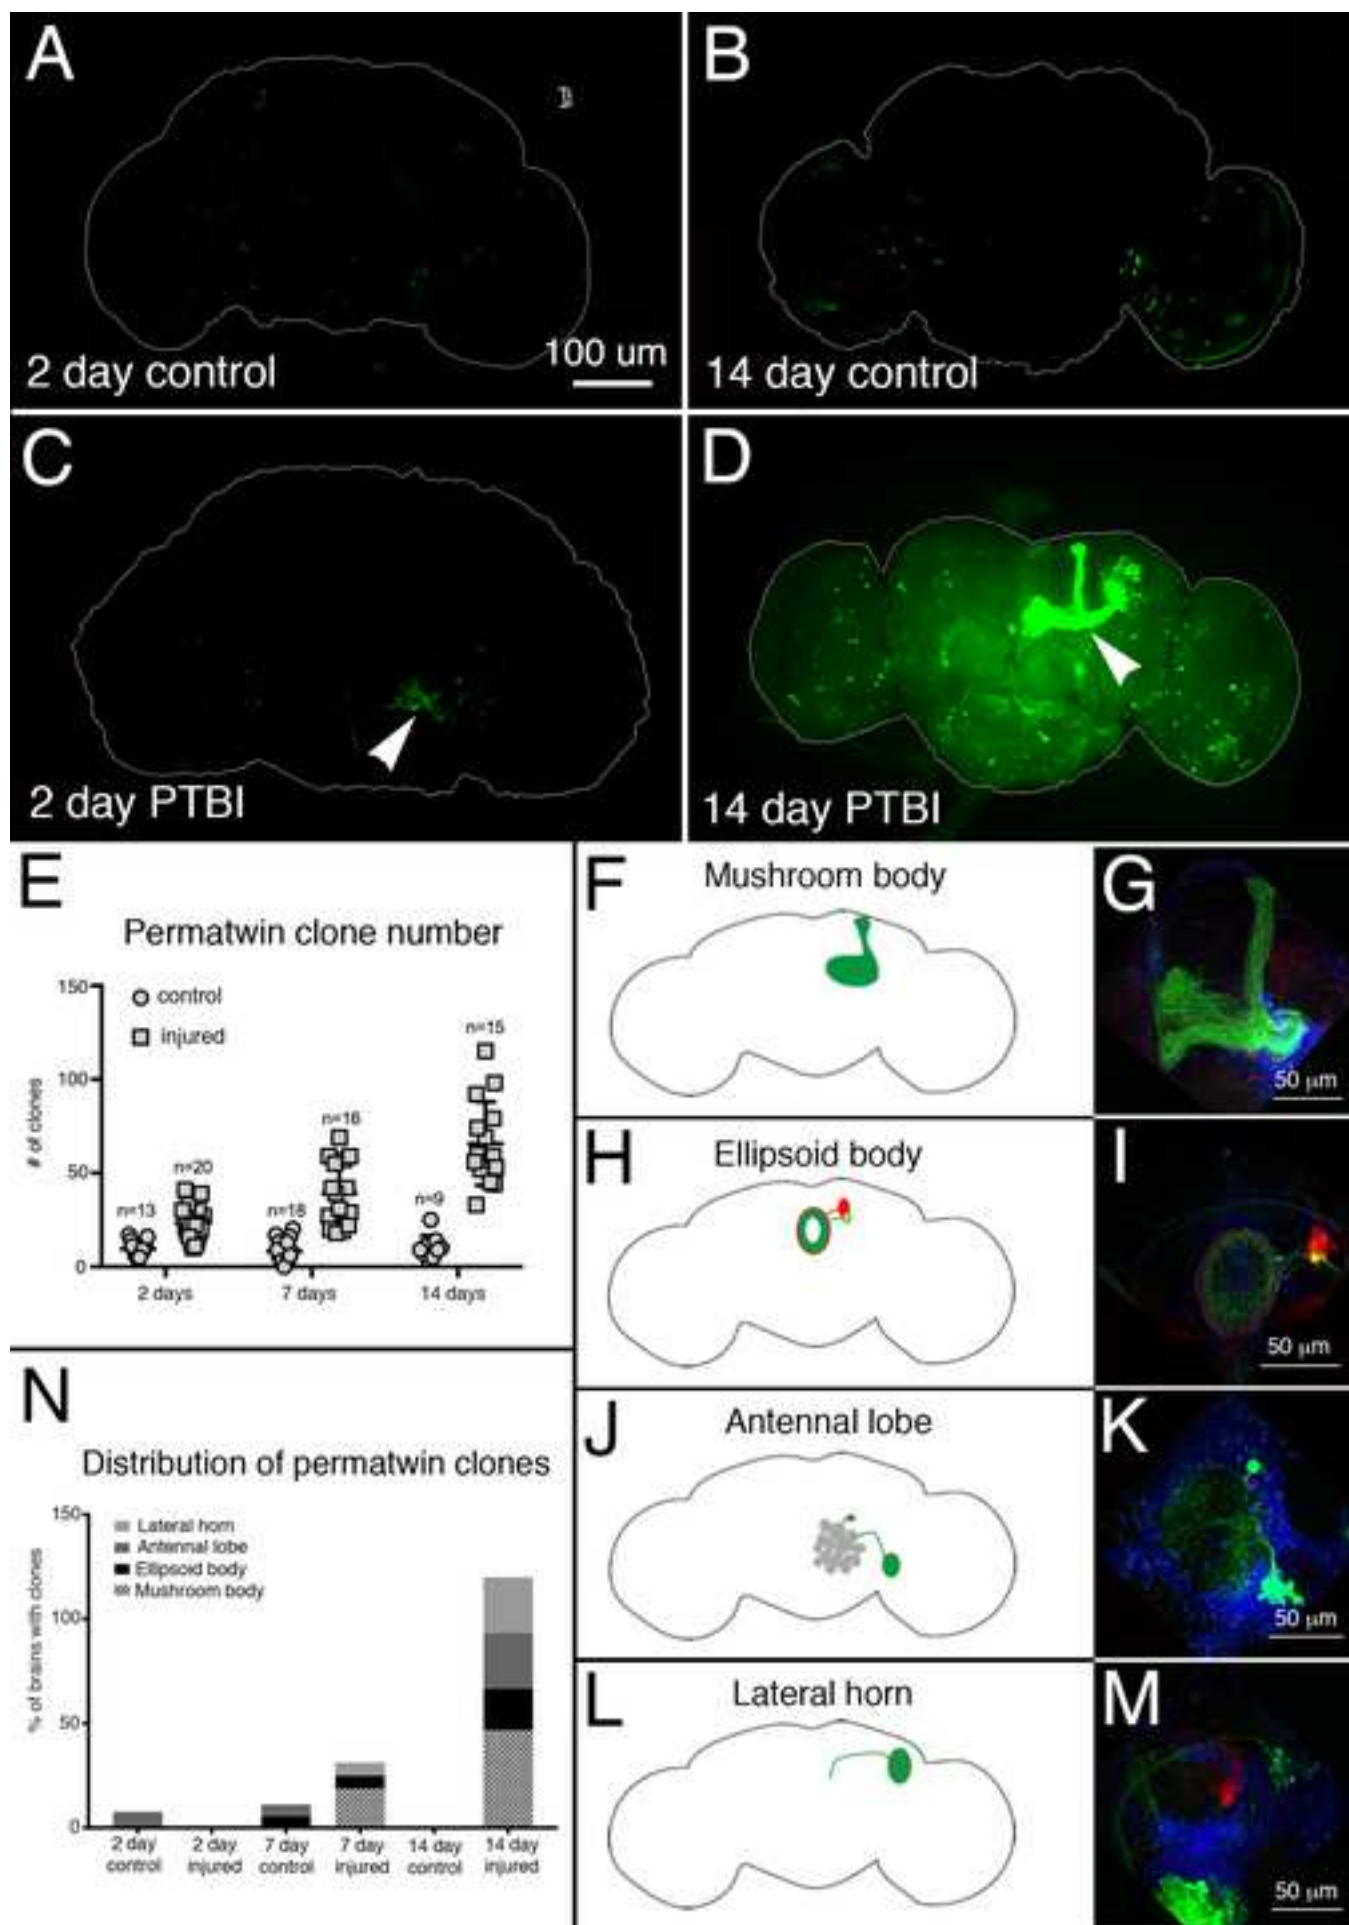 A
B
2 day control
100 um
14 day control
C
D
2 day PTBI
14 day PTBI
E
Permatwin clone number
150
100
50
0
# of clones
control
injured
n=13
n=20
n=18
n=16
n=9
n=15
2 days
7 days
14 days
F
Mushroom body
G
50 μm
H
Ellipsoid body
I
50 μm
J
Antennal lobe
K
50 μm
L
Lateral horn
M
50 μm
N
Distribution of permatwin clones
150
100
50
0
% of brains with clones
Lateral horn
Antennal lobe
Ellipsoid body
Mushroom body
2 day control
2 day injured
7 day control
7 day injured
14 day control
14 day injured